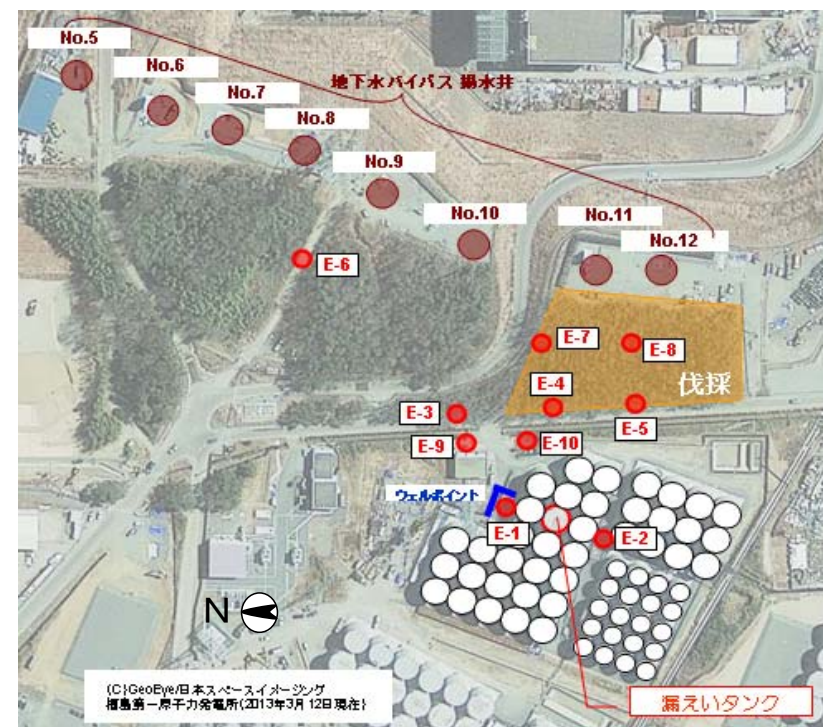 No.5
No.6
No.7
No.8
地下水バイパス 揚水井
No.9
No.10
No.11
No.12
E-6
E-7
E-8
伐採
E-4
E-3
E-5
E-9
E-10
ウェルポイント
E-1
E-2
N
(C)GeoEye/日本スペースイメージング
福島第一原子力発電所(2013年3月12日現在)
漏えいタンク